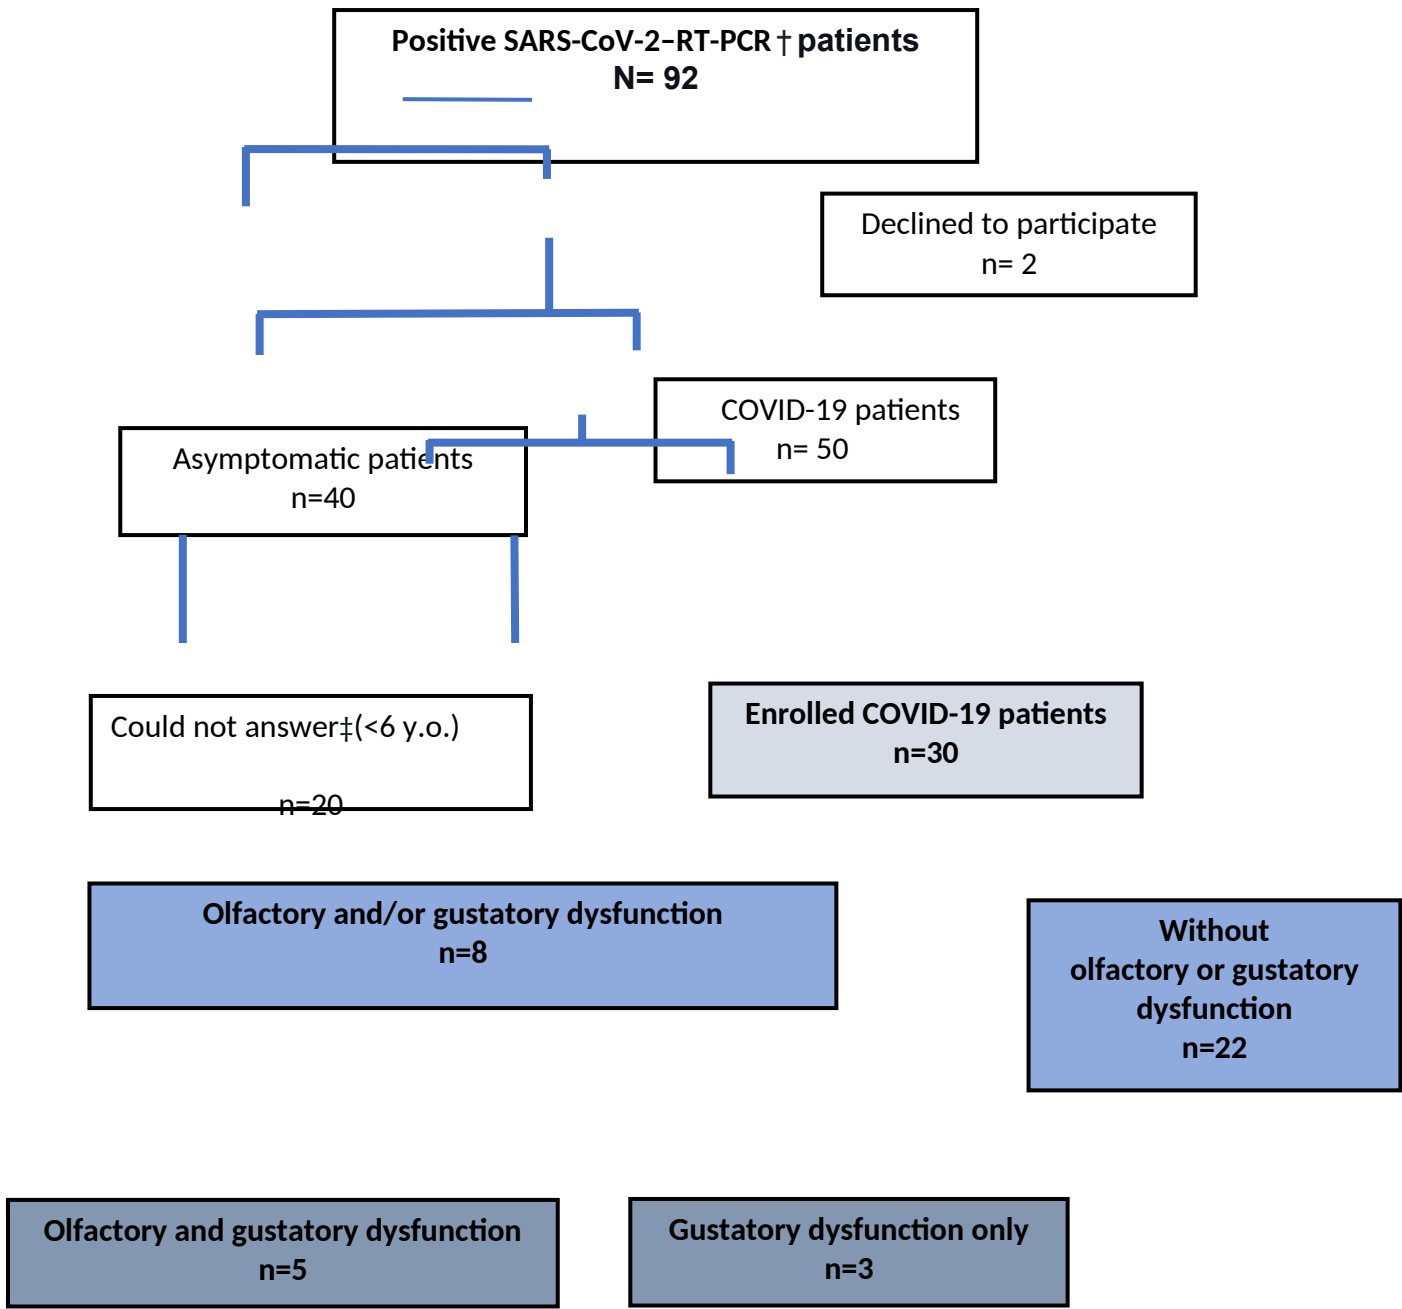 Positive SARS-CoV-2–RT-PCR † patients
N= 92
Declined to participate
n= 2
COVID-19 patients
n= 50
Asymptomatic patients
n=40
Could not answer‡(<6 y.o.)
n=20
Enrolled COVID-19 patients
n=30
Olfactory and/or gustatory dysfunction
n=8
Without
olfactory or gustatory
dysfunction
n=22
Olfactory and gustatory dysfunction
n=5
Gustatory dysfunction only
n=3